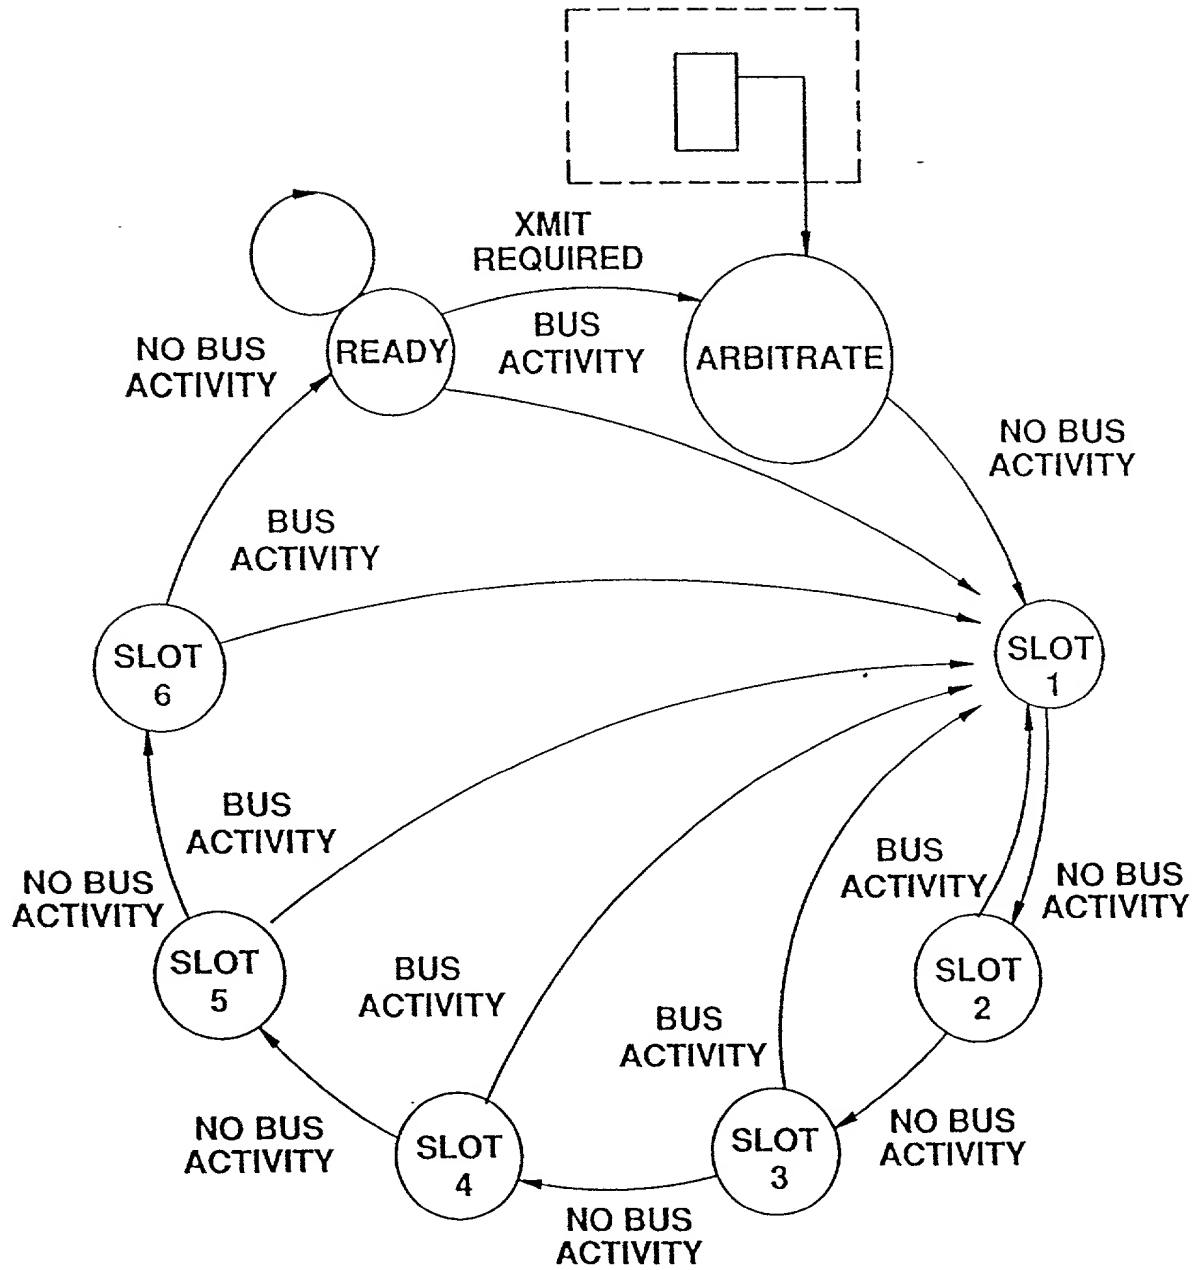 XMIT
REQUIRED
BUS
ACTIVITY
READY
ARBITRATE
NO BUS
ACTIVITY
NO BUS
ACTIVITY
BUS
ACTIVITY
SLOT
6
SLOT
1
BUS
ACTIVITY
BUS
ACTIVITY
NO BUS
ACTIVITY
NO BUS
ACTIVITY
SLOT
5
BUS
ACTIVITY
SLOT
2
BUS
ACTIVITY
NO BUS
ACTIVITY
SLOT
4
SLOT
3
NO BUS
ACTIVITY
NO BUS
ACTIVITY